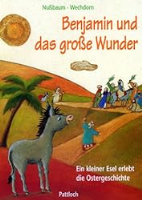 Nußbaum · Wechdorn
Benjamin und
das große Wunder
Ein kleiner Esel erlebt
die Ostergeschichte
Pattloch